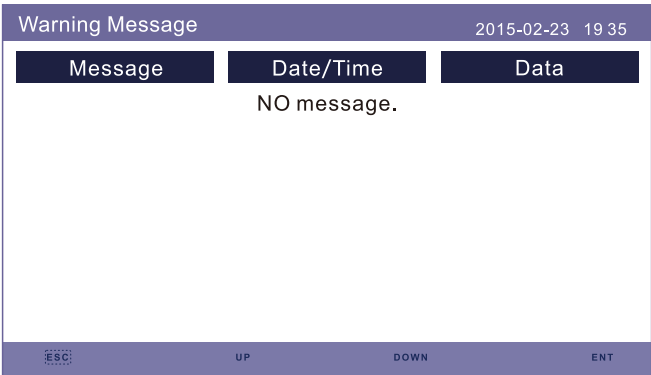 Warning Message 2015-02-23 19 35
Message Date/Time Data
NO message.
ESC UP DOWN ENT